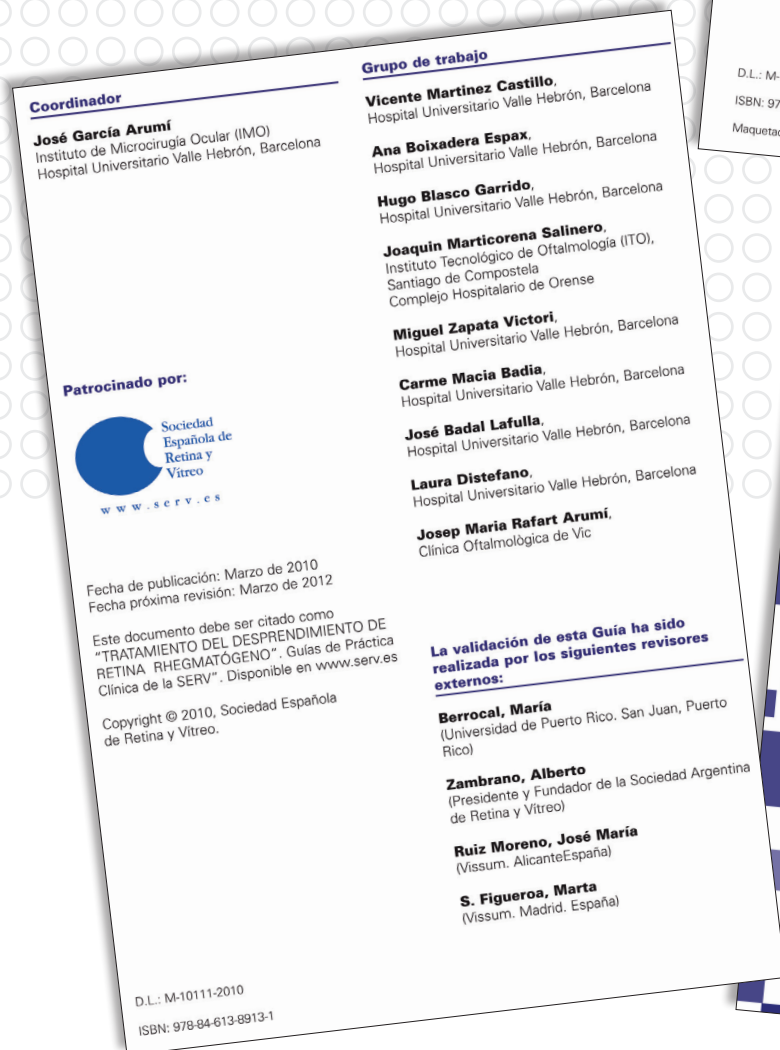 Coordinador
José García Arumí
Instituto de Microcirugía Ocular (IMO)
Hospital Universitario Valle Hebrón, Barcelona
Patrocinado por:
Sociedad
Española de
Retina y
Vítreo
www.serv.es
Fecha de publicación: Marzo de 2010
Fecha próxima revisión: Marzo de 2012
Este documento debe ser citado como
"TRATAMIENTO DEL DESPRENDIMIENTO DE
RETINA RHEGMATÓGENO". Guías de Práctica
Clínica de la SERV". Disponible en www.serv.es
Copyright © 2010, Sociedad Española
de Retina y Vítreo.
D.L.: M-10111-2010
ISBN: 978-84-613-8913-1
Grupo de trabajo
Vicente Martinez Castillo,
Hospital Universitario Valle Hebrón, Barcelona
Ana Boixadera Espax,
Hospital Universitario Valle Hebrón, Barcelona
Hugo Blasco Garrido,
Hospital Universitario Valle Hebrón, Barcelona
Joaquin Marticorena Salinero,
Instituto Tecnológico de Oftalmología (ITO),
Santiago de Compostela
Complejo Hospitalario de Orense
Miguel Zapata Victori,
Hospital Universitario Valle Hebrón, Barcelona
Carme Macia Badia,
Hospital Universitario Valle Hebrón, Barcelona
José Badal Lafulla,
Hospital Universitario Valle Hebrón, Barcelona
Laura Distefano,
Hospital Universitario Valle Hebrón, Barcelona
Josep Maria Rafart Arumí,
Clínica Oftalmològica de Vic
La validación de esta Guía ha sido
realizada por los siguientes revisores
externos:
Berrocal, María
(Universidad de Puerto Rico. San Juan, Puerto
Rico)
Zambrano, Alberto
(Presidente y Fundador de la Sociedad Argentina
de Retina y Vítreo)
Ruiz Moreno, José María
(Vissum. AlicanteEspaña)
S. Figueroa, Marta
(Vissum. Madrid. España)
D.L.: M-
ISBN: 97
Maquetac